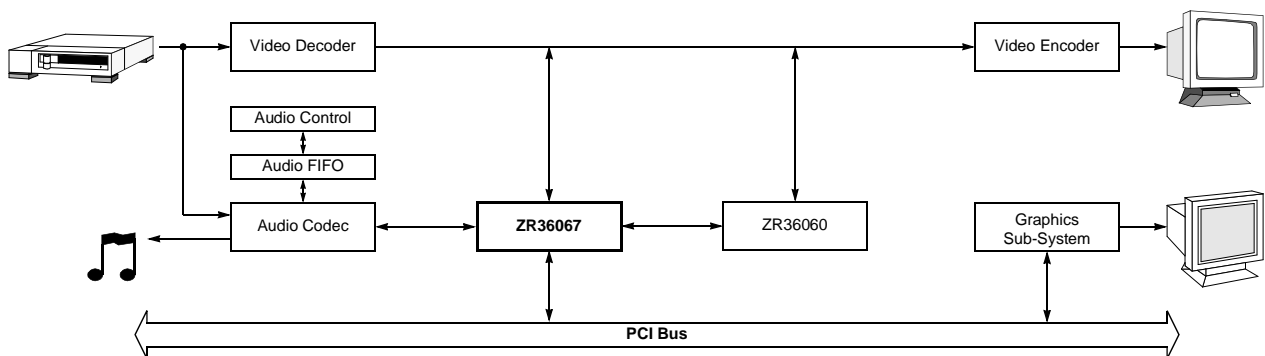 Video Decoder
Video Encoder
Audio Control
Audio FIFO
Audio Codec
ZR36067
ZR36060
Graphics
Sub-System
PCI Bus